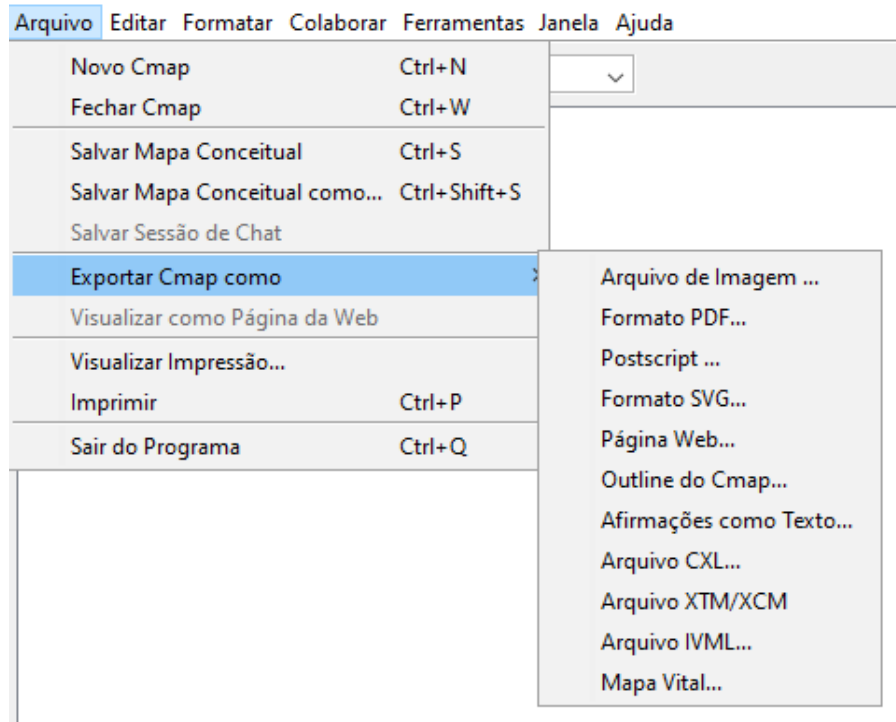 Arquivo Editar Formatar Colaborar Ferramentas Janela Ajuda
Novo Cmap Ctrl+N
Fechar Cmap Ctrl+W
Salvar Mapa Conceitual Ctrl+S
Salvar Mapa Conceitual como... Ctrl+Shift+S
Salvar Sessão de Chat
Exportar Cmap como
Visualizar como Página da Web
Visualizar Impressão...
Imprimir Ctrl+P
Sair do Programa Ctrl+Q
Arquivo de Imagem ...
Formato PDF...
Postscript ...
Formato SVG...
Página Web...
Outline do Cmap...
Afirmações como Texto...
Arquivo CXL...
Arquivo XTM/XCM
Arquivo IVML...
Mapa Vital...